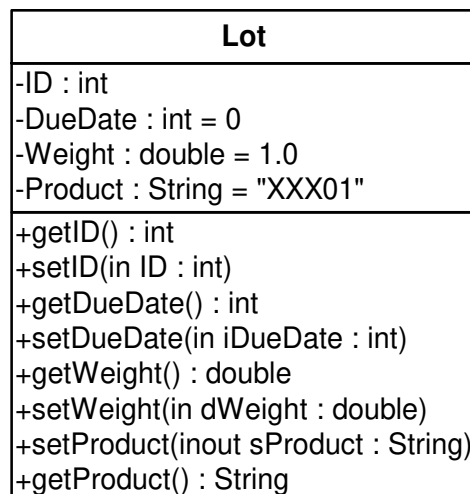 Lot
-ID : int
-DueDate : int = 0
-Weight : double = 1.0
-Product : String = "XXX01"
+getID() : int
+setID(in ID : int)
+getDueDate() : int
+setDueDate(in iDueDate : int)
+getWeight() : double
+setWeight(in dWeight : double)
+setProduct(inout sProduct : String)
+getProduct() : String